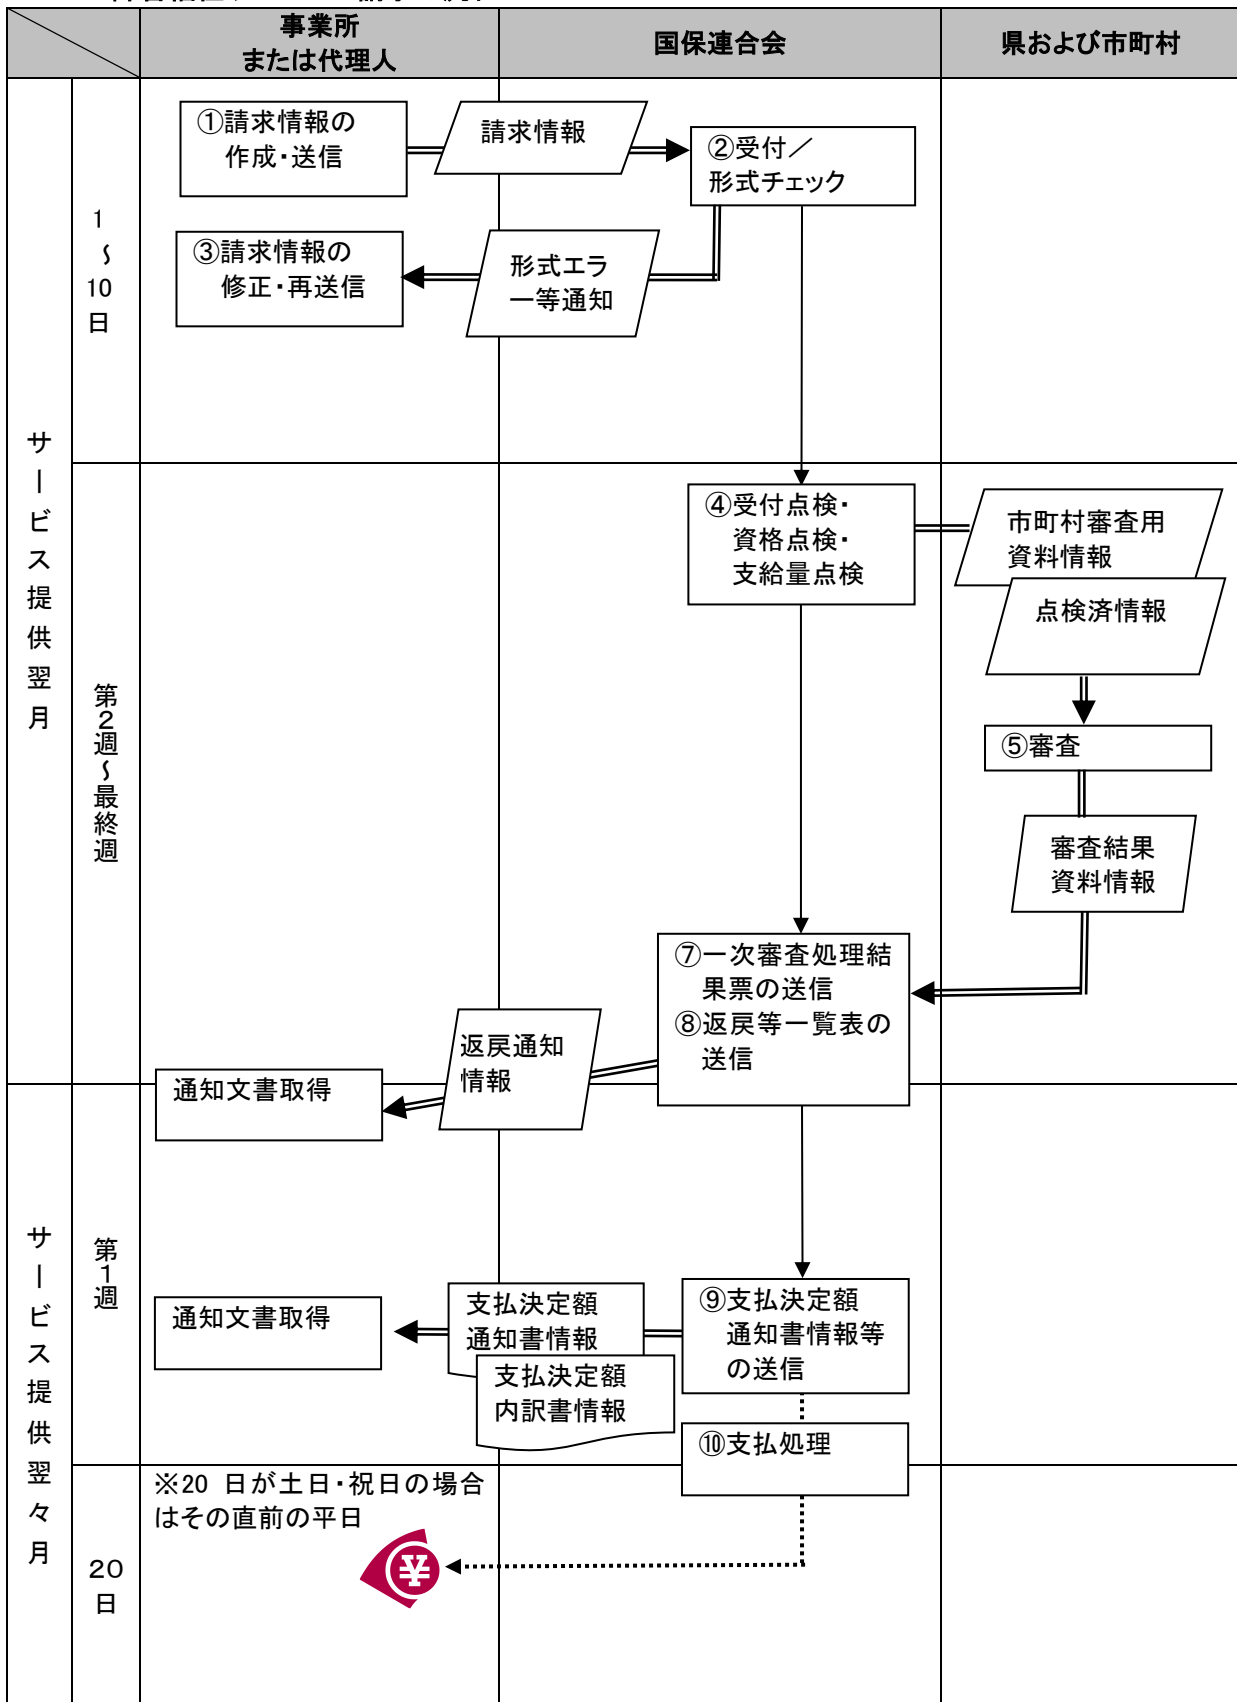 事業所
または代理人
国保連合会
県および市町村
サービス提供翌月
1
～
10
日
①請求情報の
作成・送信
請求情報
②受付／
形式チェック
③請求情報の
修正・再送信
形式エラ
ー等通知
第2週～最終週
④受付点検・
資格点検・
支給量点検
市町村審査用
資料情報
点検済情報
⑤審査
審査結果
資料情報
⑦一次審査処理結
果票の送信
⑧返戻等一覧表の
送信
返戻通知
情報
通知文書取得
サービス提供翌々月
第1週
通知文書取得
支払決定額
通知書情報
支払決定額
内訳書情報
⑨支払決定額
通知書情報等
の送信
⑩支払処理
20
日
※20 日が土日・祝日の場合
はその直前の平日
¥